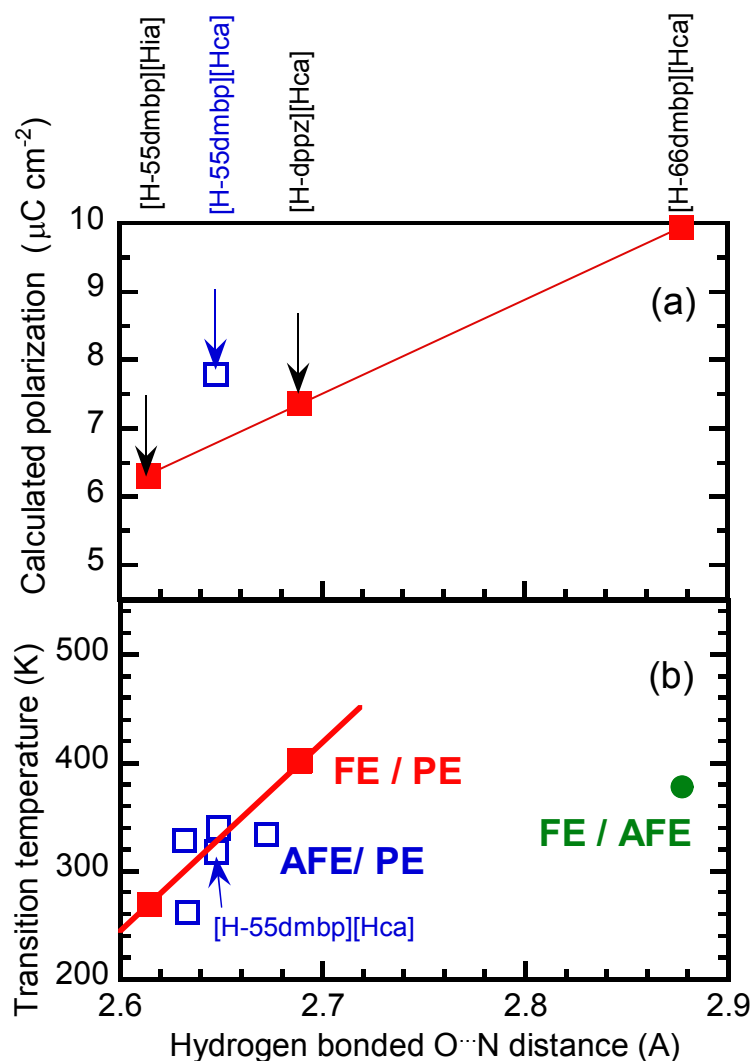 [H-55dmbp][Hia]
[H-55dmbp][Hca]
[H-dppz][Hca]
[H-66dmbp][Hca]
Calculated polarization (μC cm⁻²)
10
9
8
7
6
5
(a)
Transition temperature (K)
500
400
300
200
(b)
FE / PE
AFE/ PE
FE / AFE
[H-55dmbp][Hca]
2.6 2.7 2.8 2.9
Hydrogen bonded O···N distance (A)